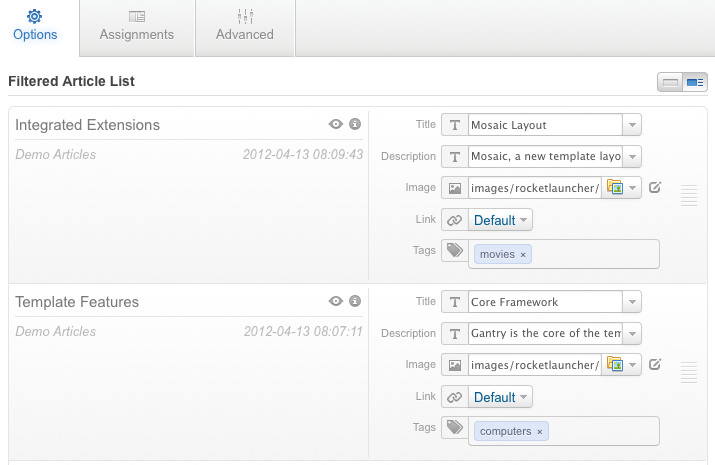 Options
Assignments
Advanced
Filtered Article List
Integrated Extensions
Demo Articles 2012-04-13 08:09:43
Title Mosaic Layout
Description Mosaic, a new template layo
Image images/rocketlauncher/
Link Default
Tags movies ×
Template Features
Demo Articles 2012-04-13 08:07:11
Title Core Framework
Description Gantry is the core of the tem
Image images/rocketlauncher/
Link Default
Tags computers ×